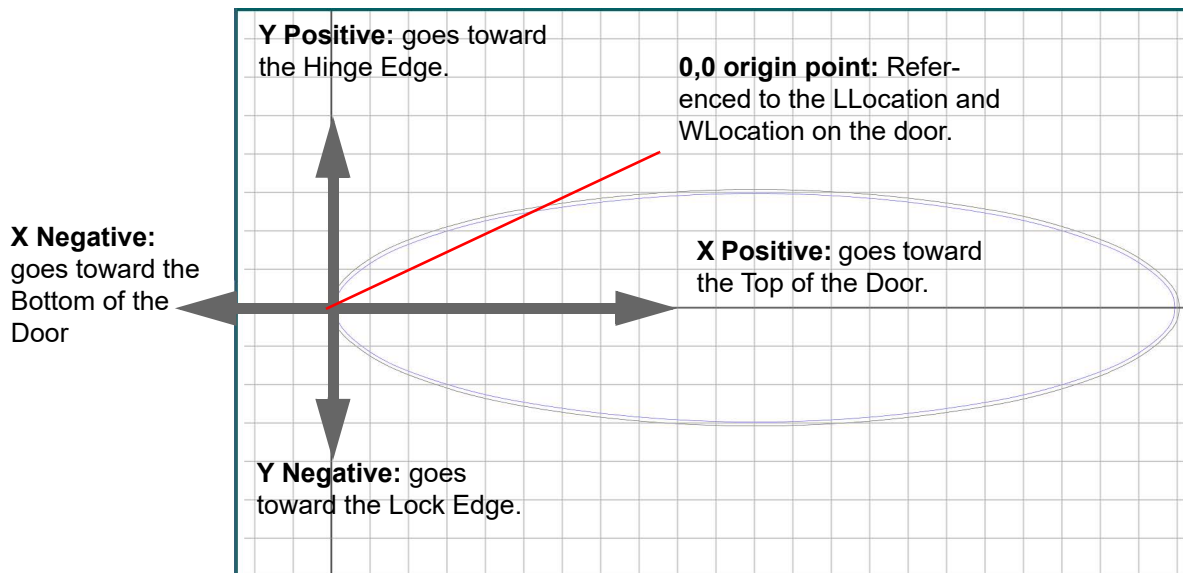 Y Positive: goes toward
the Hinge Edge.
0,0 origin point: Refer-
enced to the LLocation and
WLocation on the door.
X Negative:
goes toward the
Bottom of the
Door
X Positive: goes toward
the Top of the Door.
Y Negative: goes
toward the Lock Edge.